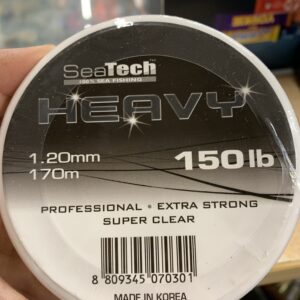 SeaTech
100% SEA FISHING
HEAVY
1.20mm
150lb
170m
PROFESSIONAL • EXTRA STRONG
SUPER CLEAR
8 809345 070301
MADE IN KOREA